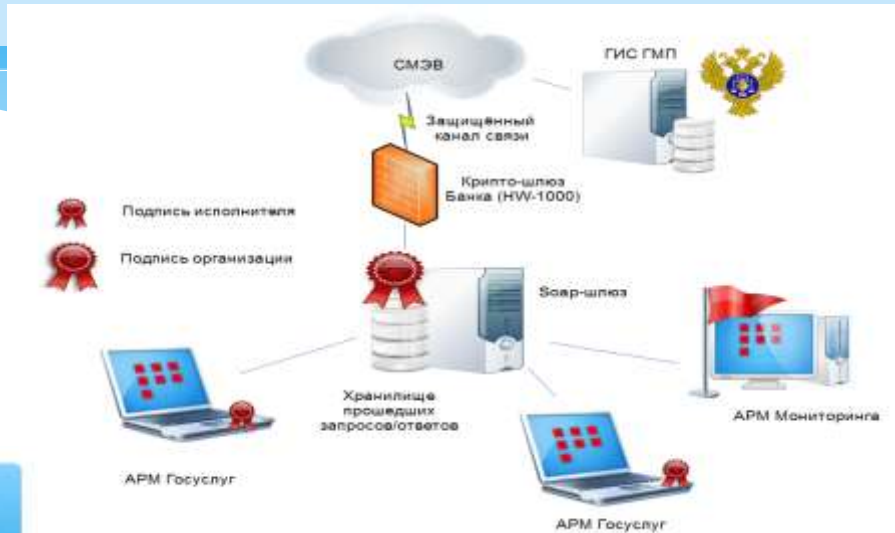 СМЭВ
ГИС ГМП
Защищённый
канал связи
Крипто-шлюз
Банка (HW-1000)
Подпись исполнителя
Подпись организации
Soap-шлюз
Хранилище
прошедших
запросов/ответов
АРМ Мониторинга
АРМ Госуслуг
АРМ Госуслуг